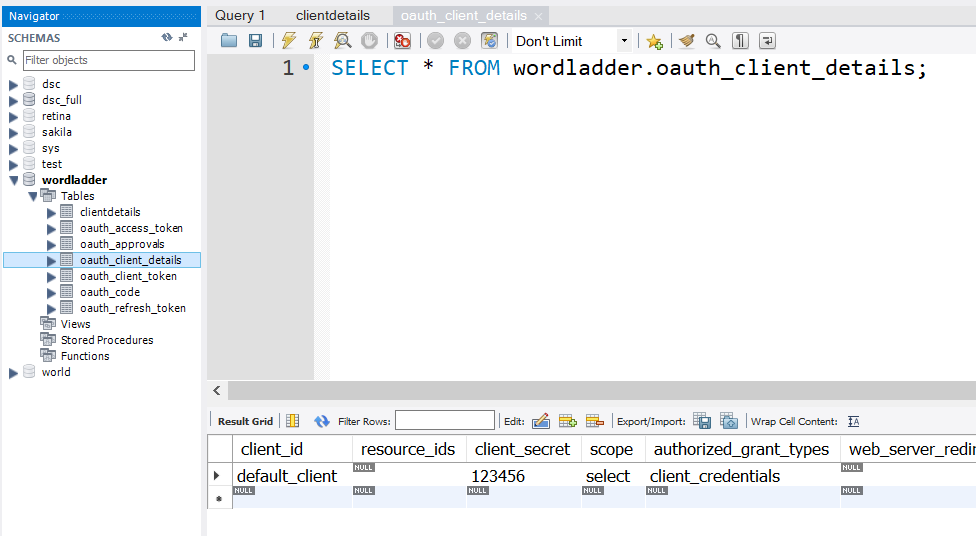 Navigator
SCHEMAS
Filter objects
dsc
dsc_full
retina
sakila
sys
test
wordladder
Tables
clientdetails
oauth_access_token
oauth_approvals
oauth_client_details
oauth_client_token
oauth_code
oauth_refresh_token
Views
Stored Procedures
Functions
world
Query 1 clientdetails oauth_client_details
Don't Limit
1 SELECT * FROM wordladder.oauth_client_details;
Result Grid Filter Rows: Edit: Export/Import: Wrap Cell Content:
client_id resource_ids client_secret scope authorized_grant_types web_server_redir
default_client NULL 123456 select client_credentials NULL
NULL NULL NULL NULL NULL NULL